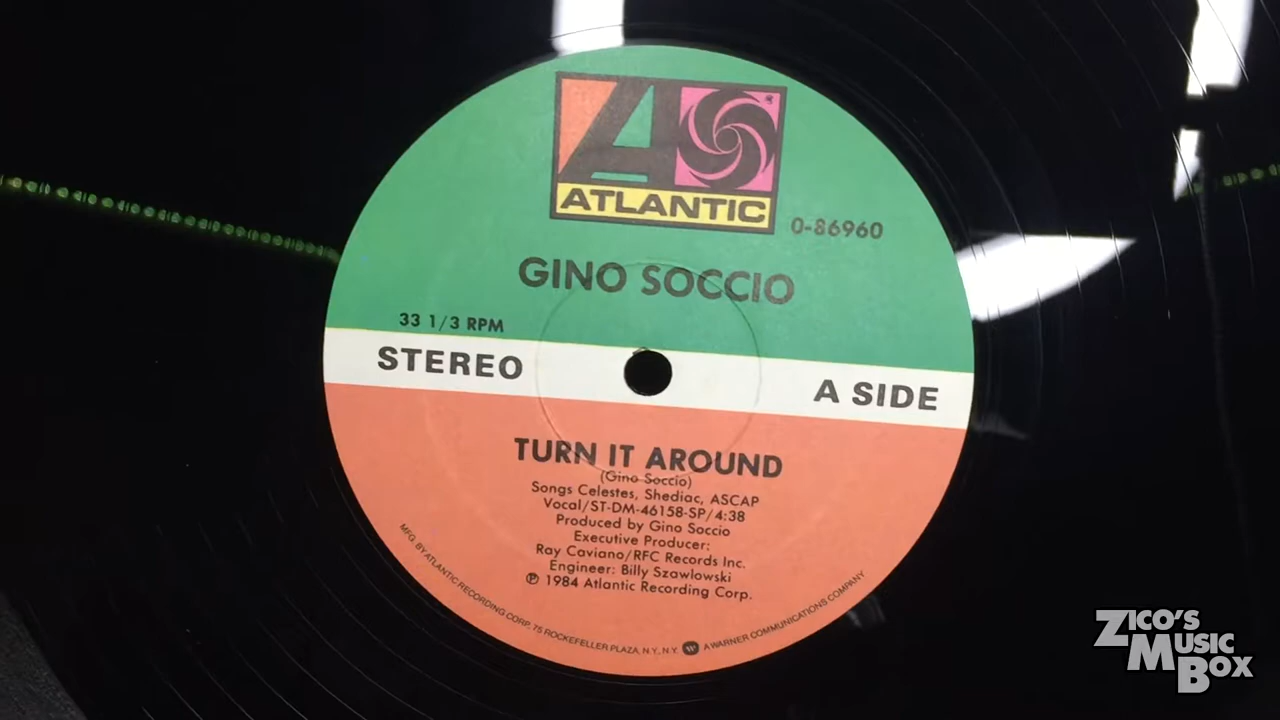 ATLANTIC
0-86960
GINO SOCCIO
33 1/3 RPM
STEREO
A SIDE
TURN IT AROUND
(Gino Soccio)
Songs Celestes, Shediac, ASCAP
Vocal/ST-DM-46158-SP/4:38
Produced by Gino Soccio
Executive Producer:
Ray Caviano/RFC Records Inc.
Engineer: Billy Szawlowski
℗ 1984 Atlantic Recording Corp.
MFG. BY ATLANTIC RECORDING CORP., 75 ROCKEFELLER PLAZA, N.Y., N.Y. A WARNER COMMUNICATIONS COMPANY
ZICO'S
MUSIC
BOX